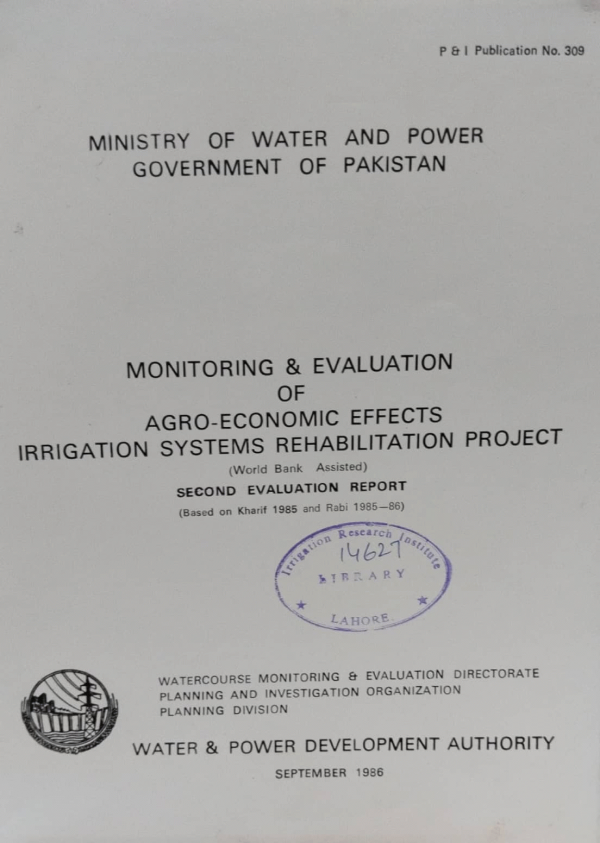 P & I Publication No. 309
MINISTRY OF WATER AND POWER
GOVERNMENT OF PAKISTAN
MONITORING & EVALUATION
OF
AGRO-ECONOMIC EFFECTS
IRRIGATION SYSTEMS REHABILITATION PROJECT
(World Bank Assisted)
SECOND EVALUATION REPORT
(Based on Kharif 1985 and Rabi 1985—86)
Irrigation Research Institute
14627
LIBRARY
LAHORE.
WATERCOURSE MONITORING & EVALUATION DIRECTORATE
PLANNING AND INVESTIGATION ORGANIZATION
PLANNING DIVISION
WATER & POWER DEVELOPMENT AUTHORITY
SEPTEMBER 1986